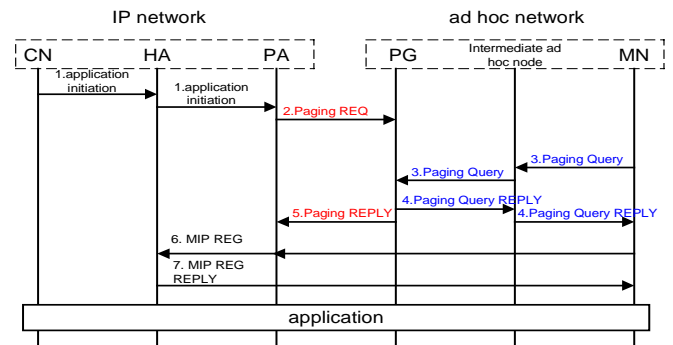 IP network
ad hoc network
CN
HA
PA
PG
Intermediate ad
hoc node
MN
1.application
initiation
1.application
initiation
2.Paging REQ
3.Paging Query
3.Paging Query
4.Paging Query REPLY
5.Paging REPLY
4.Paging Query REPLY
6. MIP REG
7. MIP REG
REPLY
application